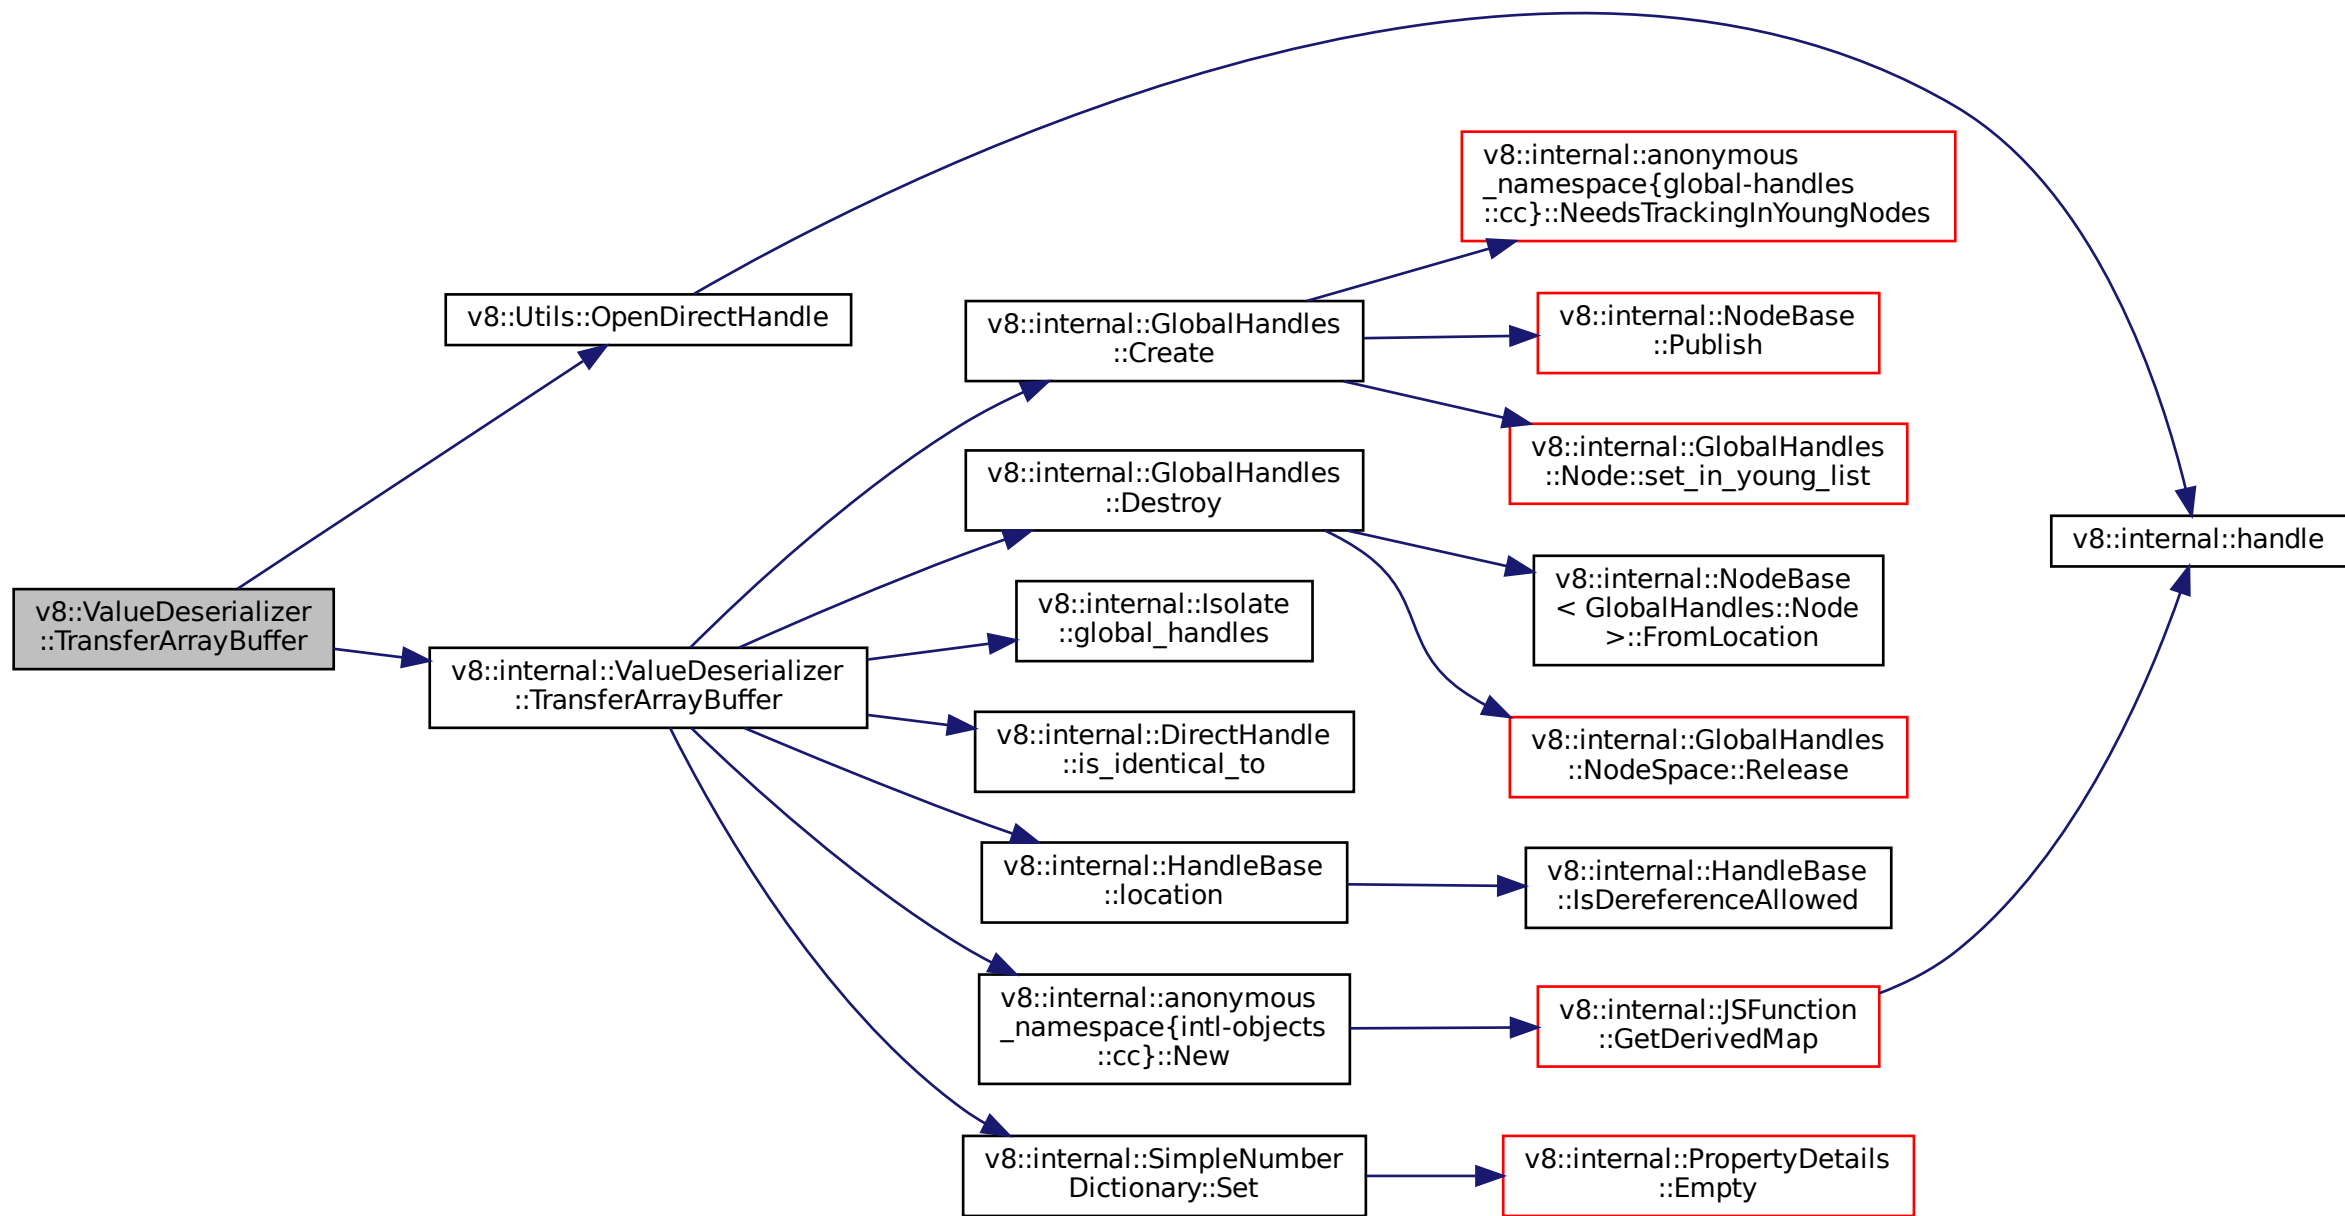 v8::ValueDeserializer
::TransferArrayBuffer
v8::Utils::OpenDirectHandle
v8::internal::ValueDeserializer
::TransferArrayBuffer
v8::internal::GlobalHandles
::Create
v8::internal::GlobalHandles
::Destroy
v8::internal::Isolate
::global_handles
v8::internal::DirectHandle
::is_identical_to
v8::internal::HandleBase
::location
v8::internal::anonymous
_namespace{intl-objects
::cc}::New
v8::internal::SimpleNumber
Dictionary::Set
v8::internal::anonymous
_namespace{global-handles
::cc}::NeedsTrackingInYoungNodes
v8::internal::NodeBase
::Publish
v8::internal::GlobalHandles
::Node::set_in_young_list
v8::internal::NodeBase
< GlobalHandles::Node
>::FromLocation
v8::internal::GlobalHandles
::NodeSpace::Release
v8::internal::HandleBase
::IsDereferenceAllowed
v8::internal::JSFunction
::GetDerivedMap
v8::internal::PropertyDetails
::Empty
v8::internal::handle